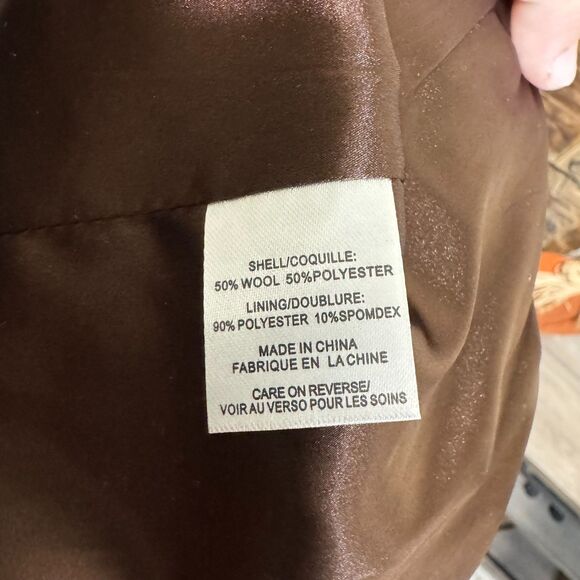 SHELL/COQUILLE:
50% WOOL 50%POLYESTER
LINING/DOUBLURE:
90% POLYESTER 10%SPOMDEX
MADE IN CHINA
FABRIQUE EN LA CHINE
CARE ON REVERSE/
VOIR AU VERSO POUR LES SOINS